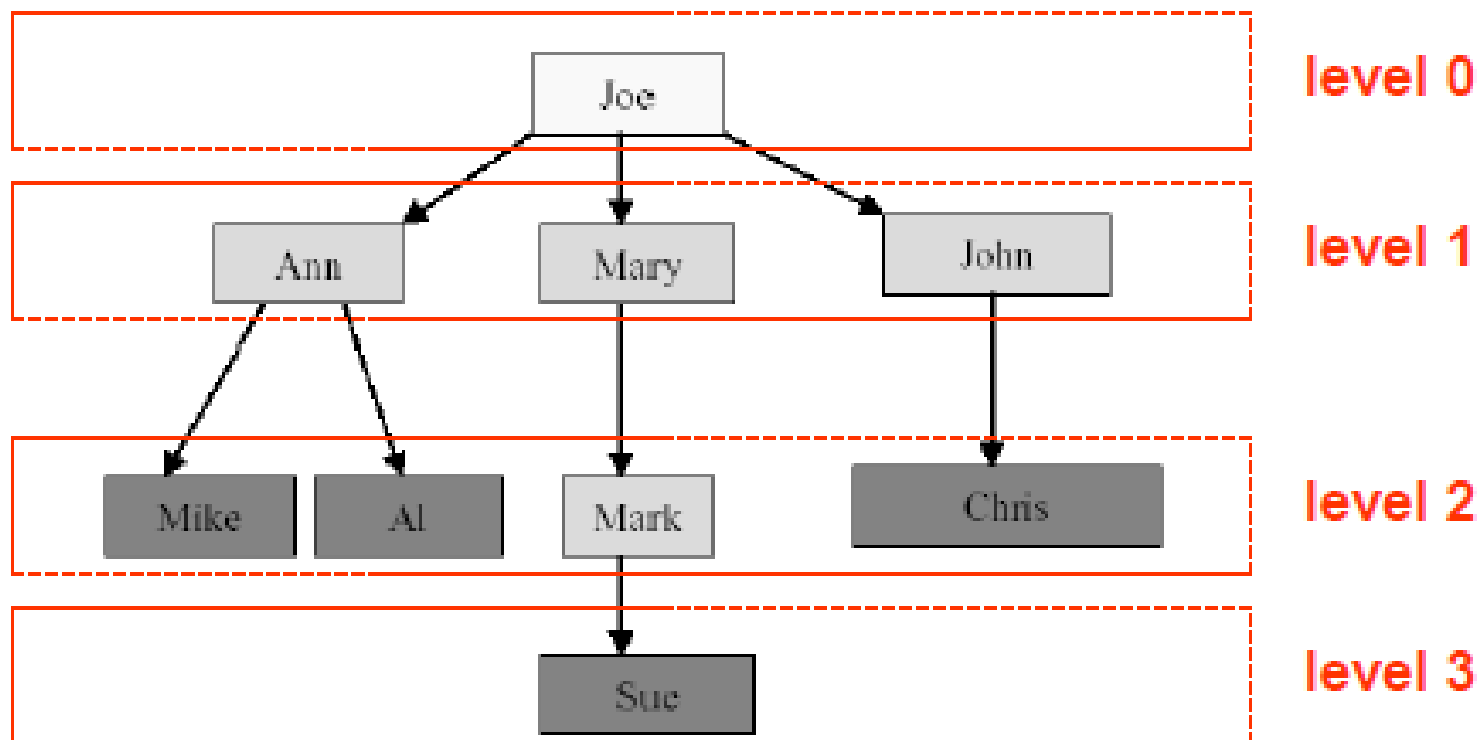 Joe
level 0
Ann Mary John
level 1
Mike Al Mark Chris
level 2
Sue
level 3